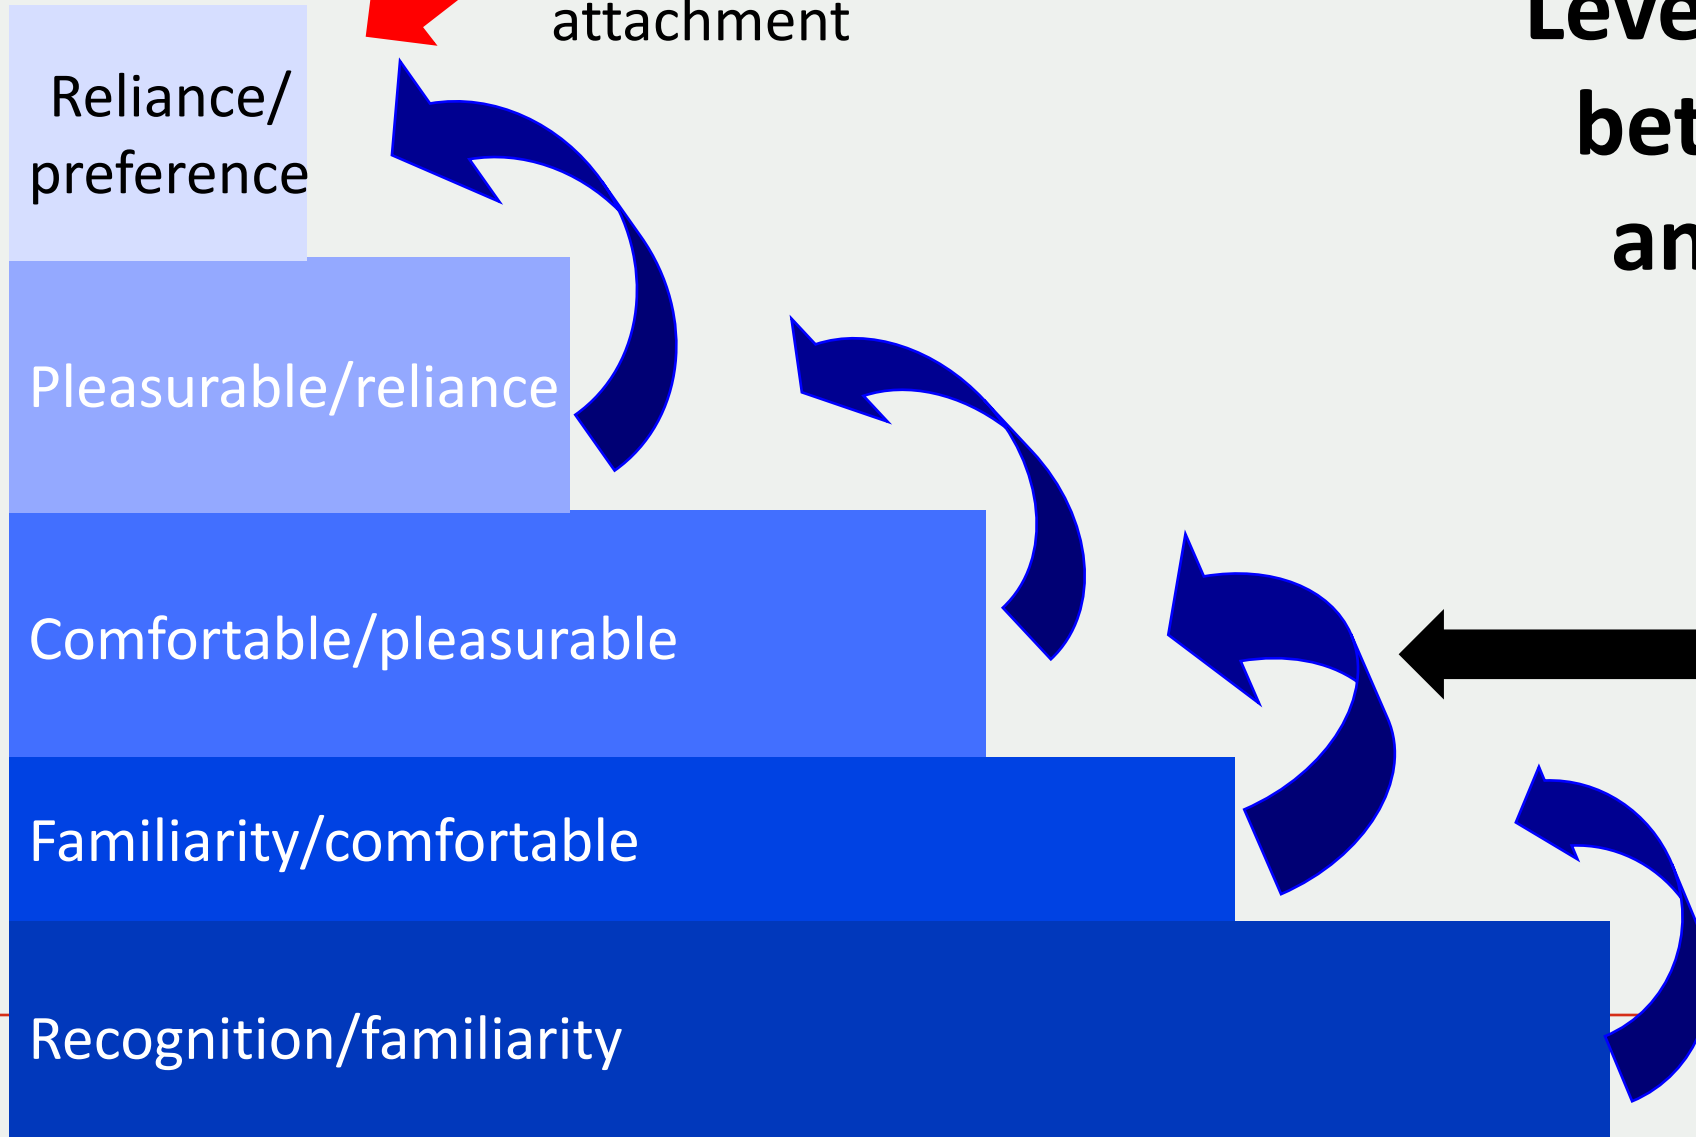 attachment
Reliance/
preference
Pleasurable/reliance
Comfortable/pleasurable
Familiarity/comfortable
Recognition/familiarity